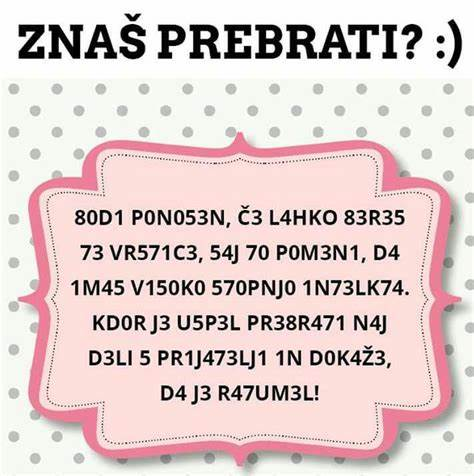 ZNAŠ PREBRATI? :)
80D1 P0N053N, Č3 L4HKO 83R35
73 VR571C3, 54J 70 P0M3N1, D4
1M45 V150K0 570PNJ0 1N73LK74.
KD0R J3 U5P3L PR38R471 N4J
D3LI 5 PR1J473LJ1 1N D0K4Ž3,
D4 J3 R47UM3L!